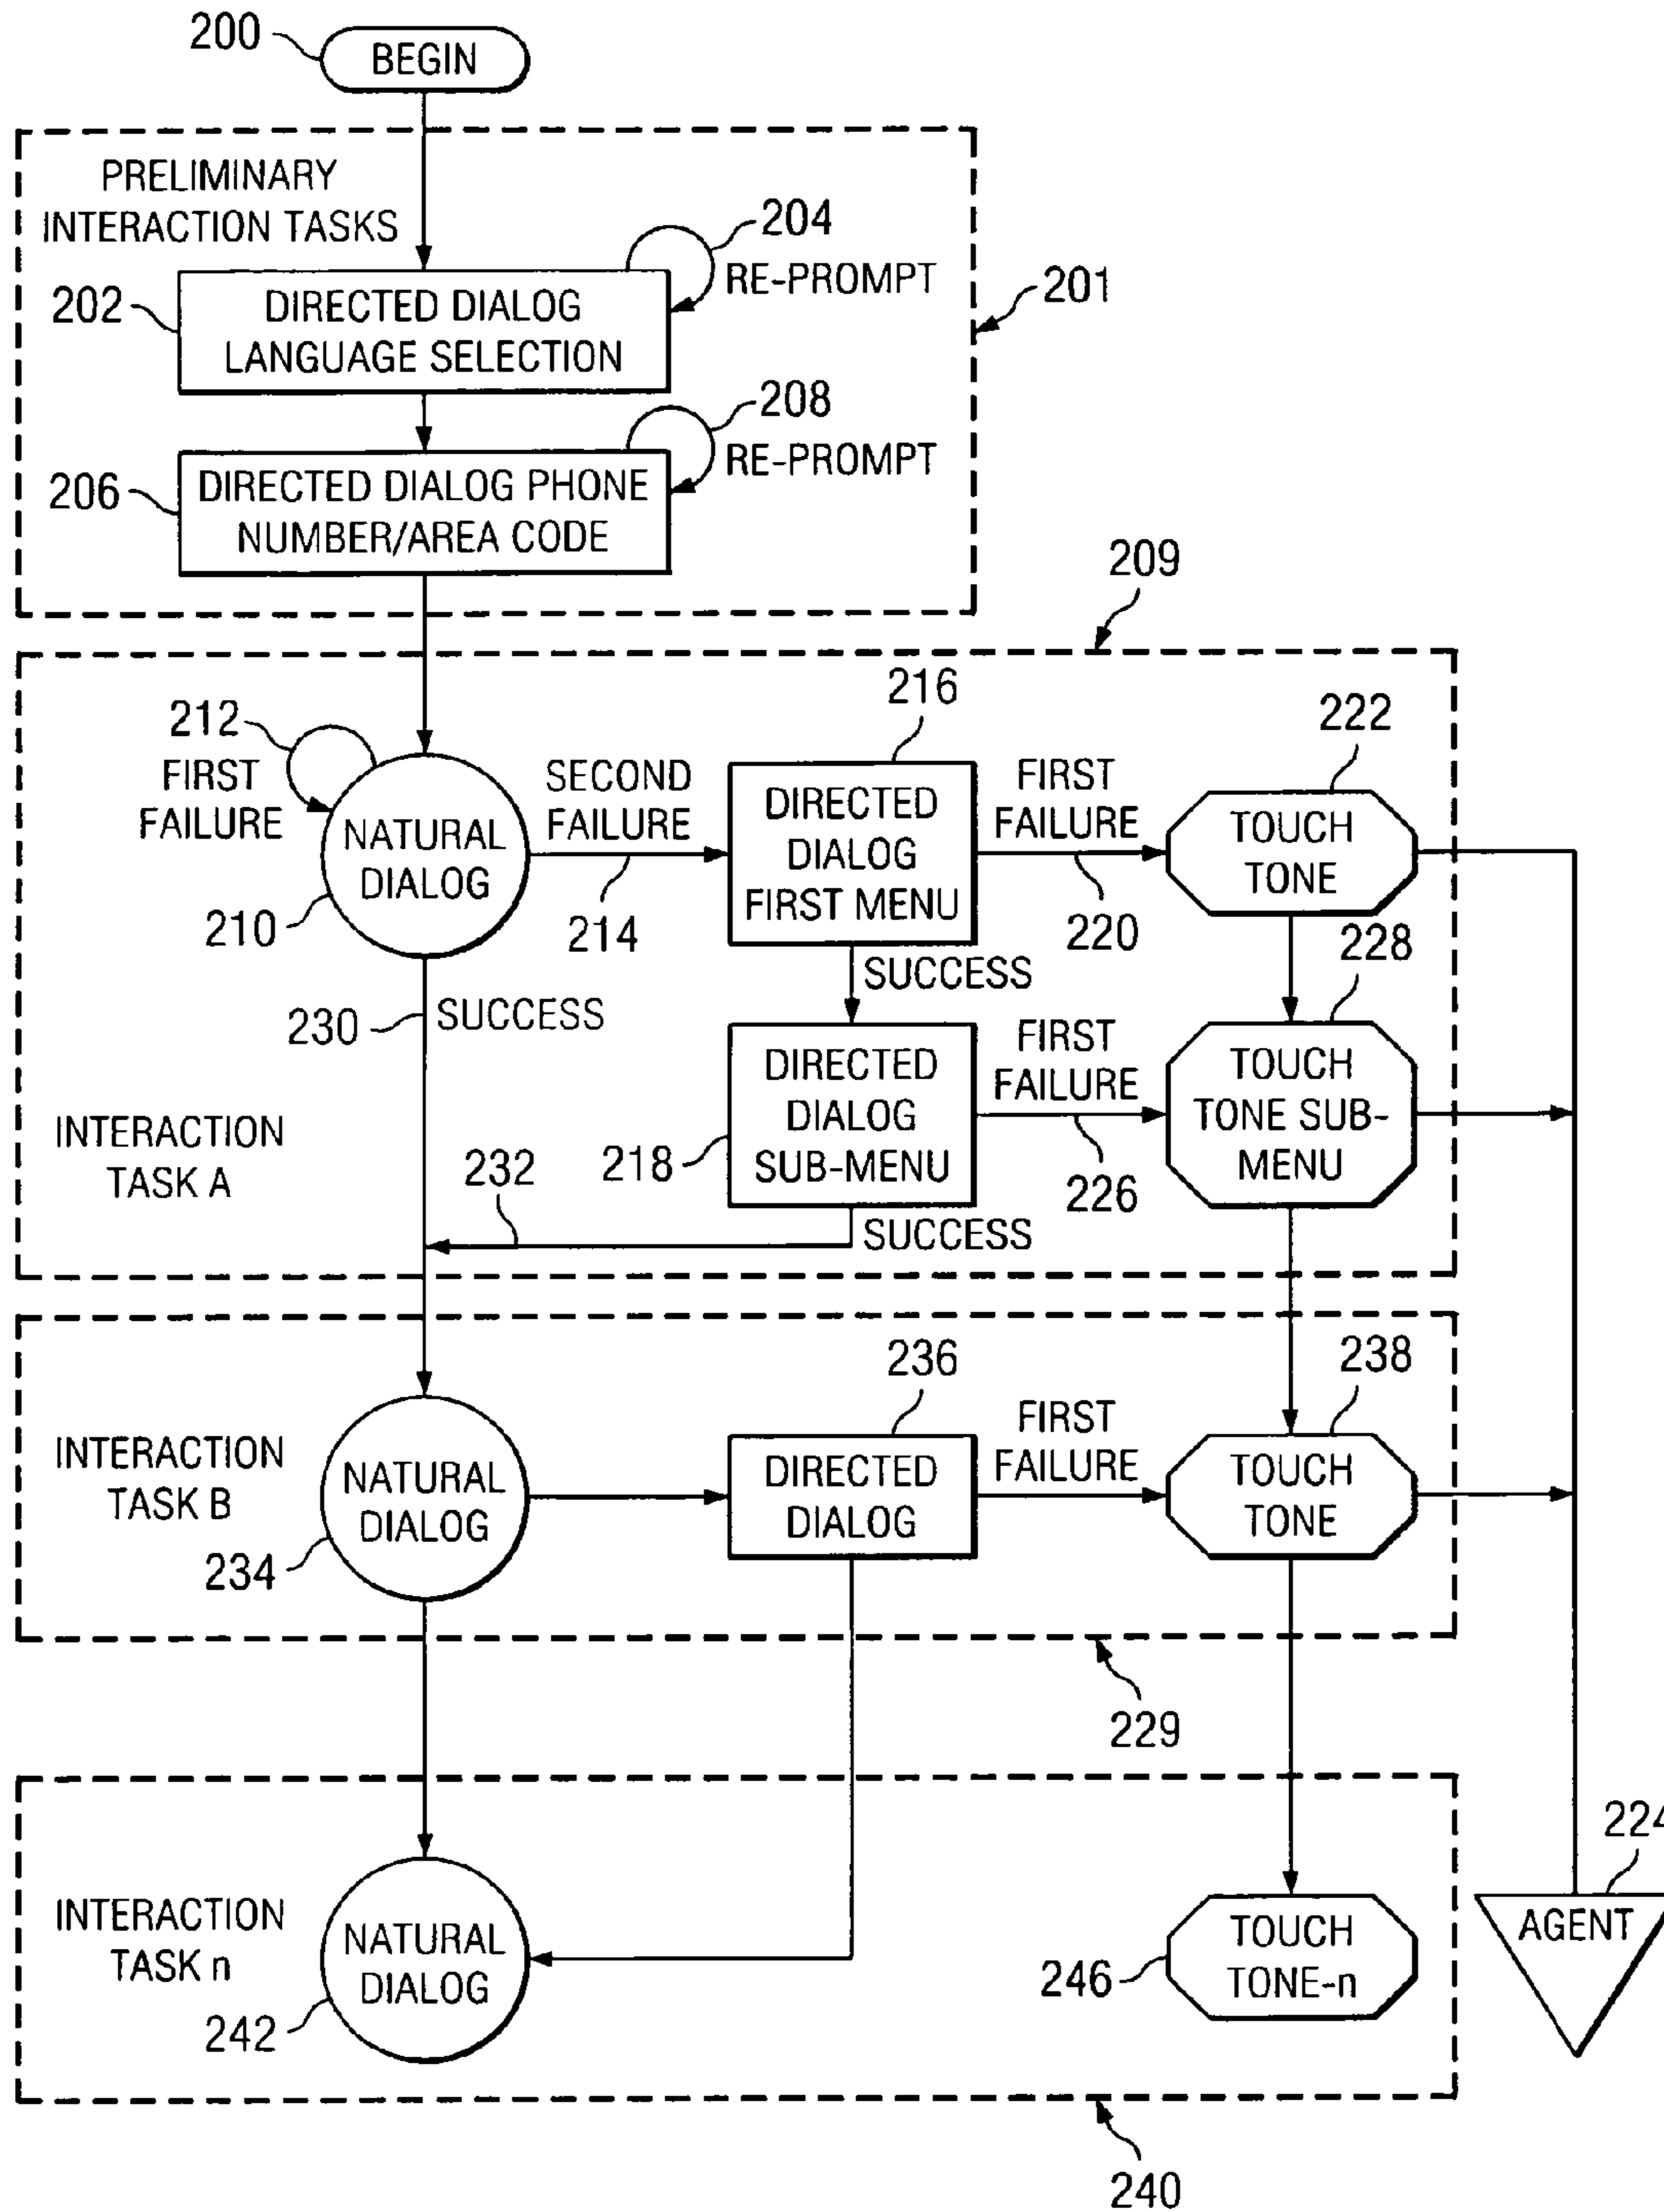 200
BEGIN
PRELIMINARY
INTERACTION TASKS
204
RE-PROMPT
201
202
DIRECTED DIALOG
LANGUAGE SELECTION
208
RE-PROMPT
206
DIRECTED DIALOG PHONE
NUMBER/AREA CODE
209
212
FIRST
FAILURE
NATURAL
DIALOG
210
SECOND
FAILURE
214
216
DIRECTED
DIALOG
FIRST MENU
FIRST
FAILURE
220
222
TOUCH
TONE
228
SUCCESS
230
SUCCESS
DIRECTED
DIALOG
SUB-MENU
218
FIRST
FAILURE
226
TOUCH
TONE SUB-
MENU
INTERACTION
TASK A
232
SUCCESS
236
238
INTERACTION
TASK B
NATURAL
DIALOG
234
DIRECTED
DIALOG
FIRST
FAILURE
TOUCH
TONE
229
224
INTERACTION
TASK n
NATURAL
DIALOG
242
246
TOUCH
TONE-n
AGENT
240